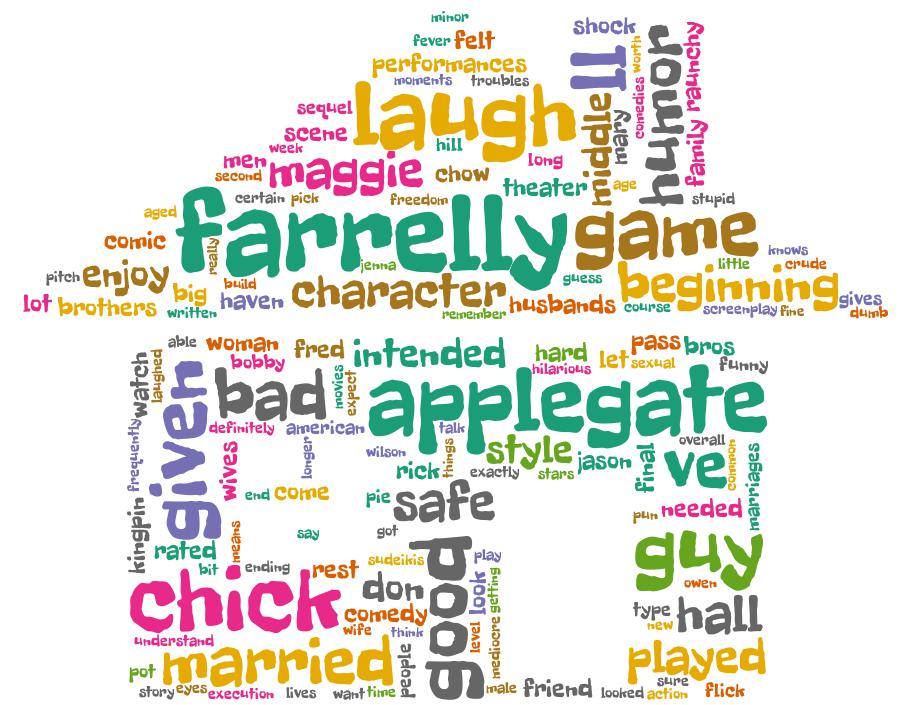 minor
shock
fever felt
performances
worth
humor
raunchy
ll
moments troubles
comedies
laugh
middle
sequel
mary
scene
hill
family
week
men
maggie
long
second
chow
theater
age
certain pick
freedom
stupid
aged
farrelly
game
comic
really
knows
jenna
little
crude
pitch enjoy
build
guess
beginning
big
character
lot brothers
haven
husbands
course
gives
written
remember
screenplay fine
dumb
able woman
fred intended
hard
pass bros
bobby
hilarious
let sexual
funny
watch
laughed
given
bad
movies
expect
applegate
definitely american
talk
frequently
wives
longer
wilson
things
style
overall
rick
exactly
stars jason
final
ve
common
marriages
end come
pie safe
kingpin
pun needed
means
say
got
rated
guy
bit
ending rest
sudeikis
good
play
owen
chick
don
look
getting
comedy
type
hall
new
understand
wife
think
level
mediocre
pot
married
people
played
story eyes execution lives want time
male friend looked action
sure
flick